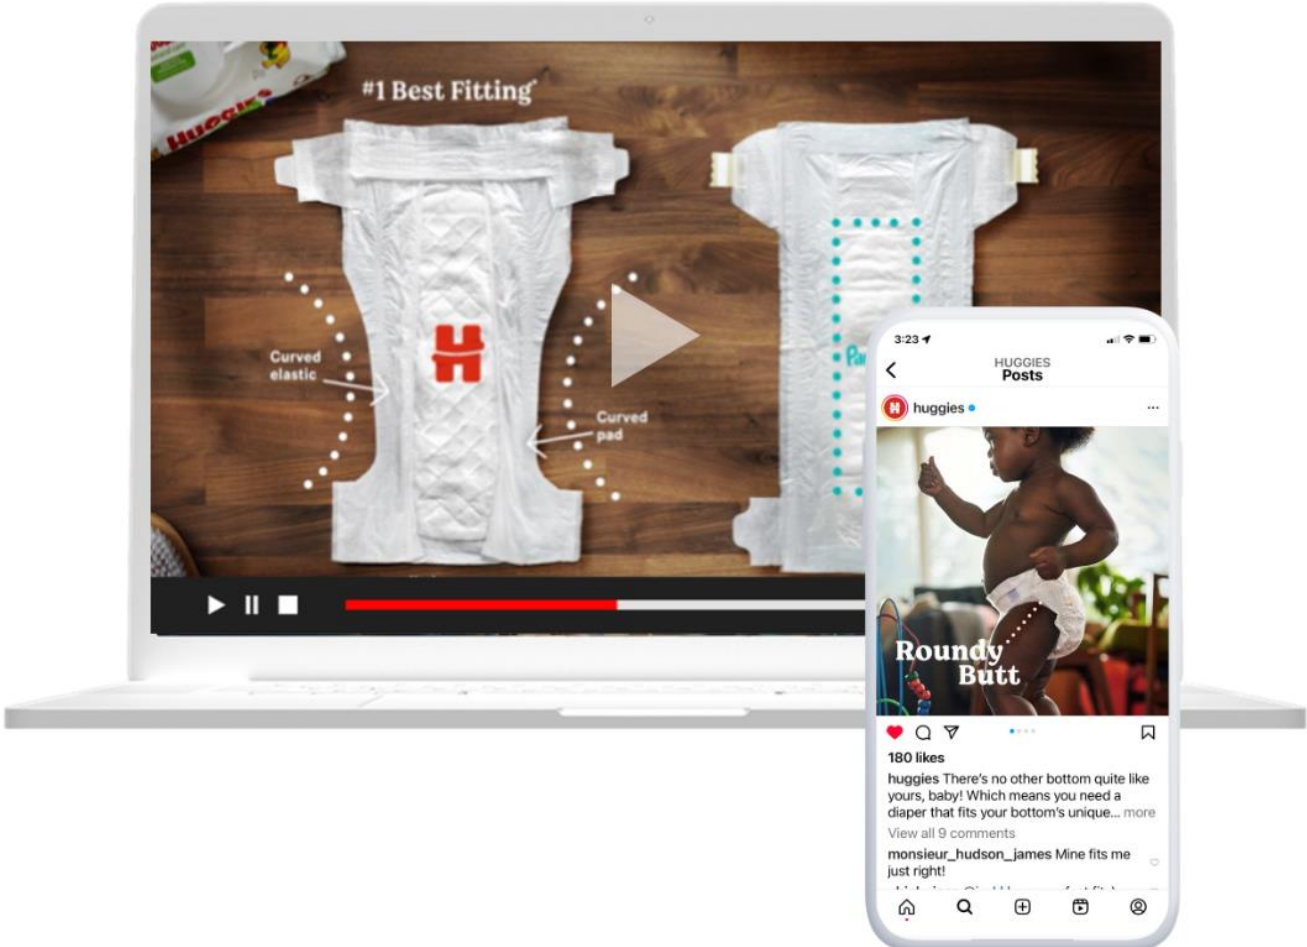 HUGGIES
#1 Best Fitting*
Curved
elastic
H
Curved
pad
3:23
HUGGIES
Posts
huggies
Roundy
Butt
180 likes
huggies There's no other bottom quite like
yours, baby! Which means you need a
diaper that fits your bottom's unique... more
View all 9 comments
monsieur_hudson_james Mine fits me
just right!